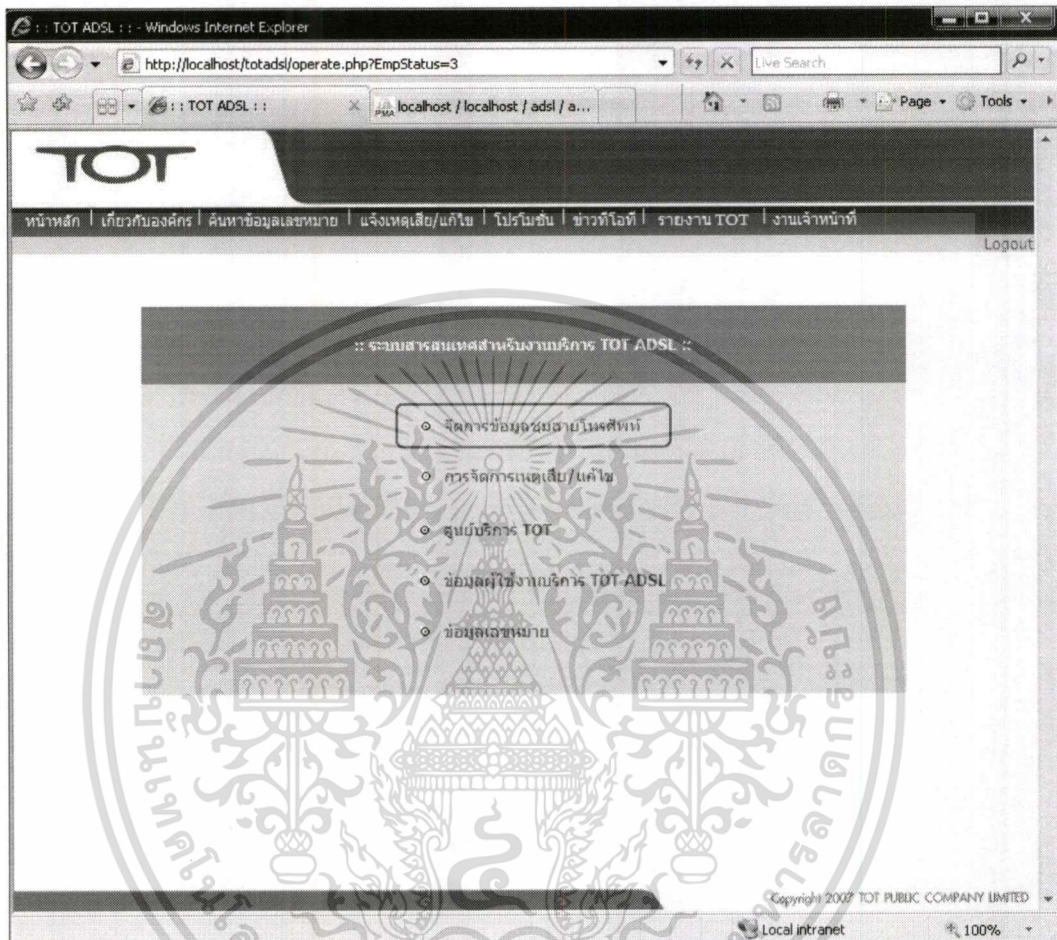 : : TOT ADSL : : - Windows Internet Explorer
http://localhost/totadsl/operate.php?EmpStatus=3
Live Search
: : TOT ADSL : :
localhost / localhost / adsl / a...
Page
Tools
TOT
หน้าหลัก | เกี่ยวกับองค์กร | ค้นหาข้อมูลเลขหมาย | แจ้งเหตุเสีย/แก้ไข | โปรโมชั่น | ข่าวทีโอที | รายงาน TOT | งานเจ้าหน้าที่
Logout
:: ระบบสารสนเทศสำหรับงานบริการ TOT ADSL ::
จัดการข้อมูลชุมสายโทรศัพท์
การจัดการเหตุเสีย/แก้ไข
ศูนย์บริการ TOT
ข้อมูลผู้ใช้งานบริการ TOT ADSL
ข้อมูลเลขหมาย
Copyright 2007 TOT PUBLIC COMPANY LIMITED
Local intranet
100%